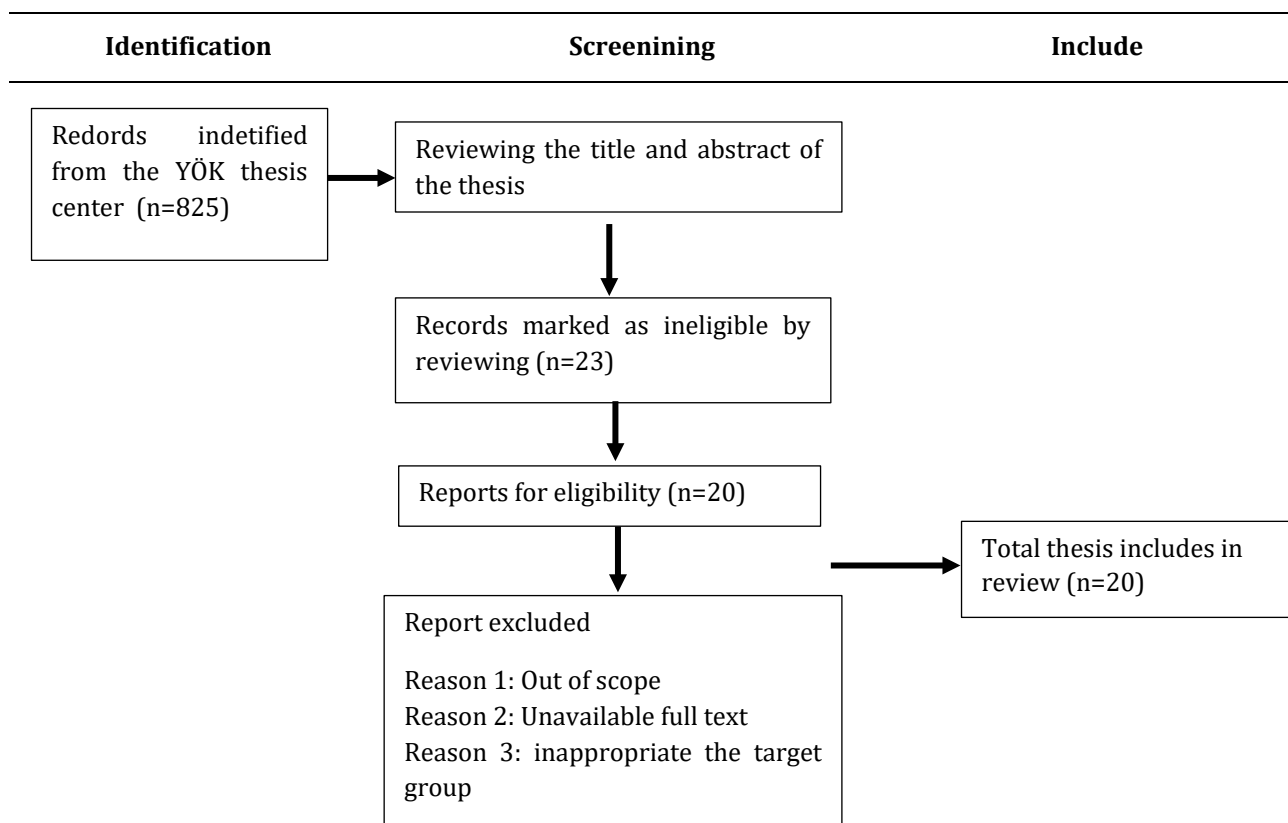 Identification Screenining Include
Redords indetified
from the YÖK thesis
center (n=825)
Reviewing the title and abstract of
the thesis
Records marked as ineligible by
reviewing (n=23)
Reports for eligibility (n=20)
Total thesis includes in
review (n=20)
Report excluded
Reason 1: Out of scope
Reason 2: Unavailable full text
Reason 3: inappropriate the target
group